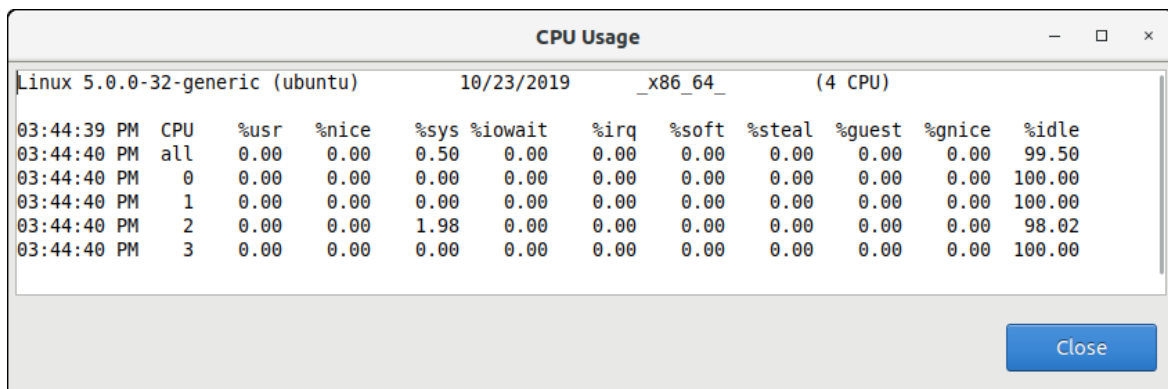 CPU Usage
Linux 5.0.0-32-generic (ubuntu) 10/23/2019 _x86_64_ (4 CPU)
03:44:39 PM CPU %usr %nice %sys %iowait %irq %soft %steal %guest %gnice %idle
03:44:40 PM all 0.00 0.00 0.50 0.00 0.00 0.00 0.00 0.00 0.00 99.50
03:44:40 PM 0 0.00 0.00 0.00 0.00 0.00 0.00 0.00 0.00 0.00 100.00
03:44:40 PM 1 0.00 0.00 0.00 0.00 0.00 0.00 0.00 0.00 0.00 100.00
03:44:40 PM 2 0.00 0.00 1.98 0.00 0.00 0.00 0.00 0.00 0.00 98.02
03:44:40 PM 3 0.00 0.00 0.00 0.00 0.00 0.00 0.00 0.00 0.00 100.00
Close